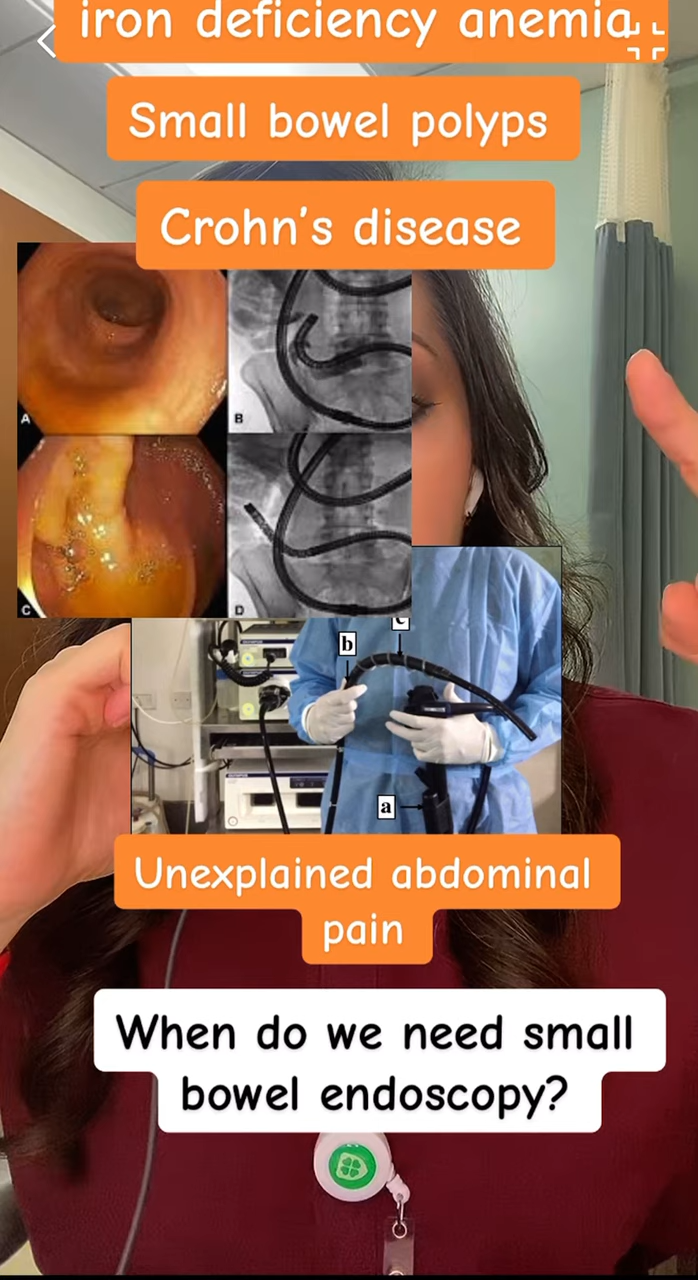 iron deficiency anemia
Small bowel polyps
Crohn's disease
A
B
C
D
b
c
a
Unexplained abdominal
pain
When do we need small
bowel endoscopy?